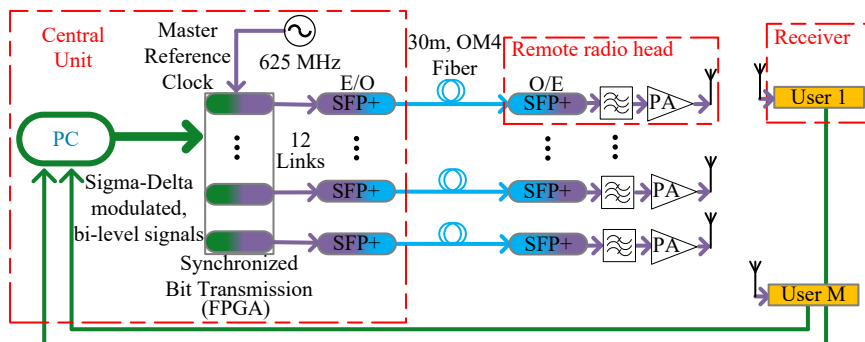 Central
Unit
Master
Reference
Clock
625 MHz
E/O
SFP+
30m, OM4
Fiber
Remote radio head
O/E
SFP+
PA
Receiver
User 1
PC
12
Links
Sigma-Delta
modulated,
bi-level signals
SFP+
SFP+
PA
SFP+
SFP+
PA
Synchronized
Bit Transmission
(FPGA)
User M